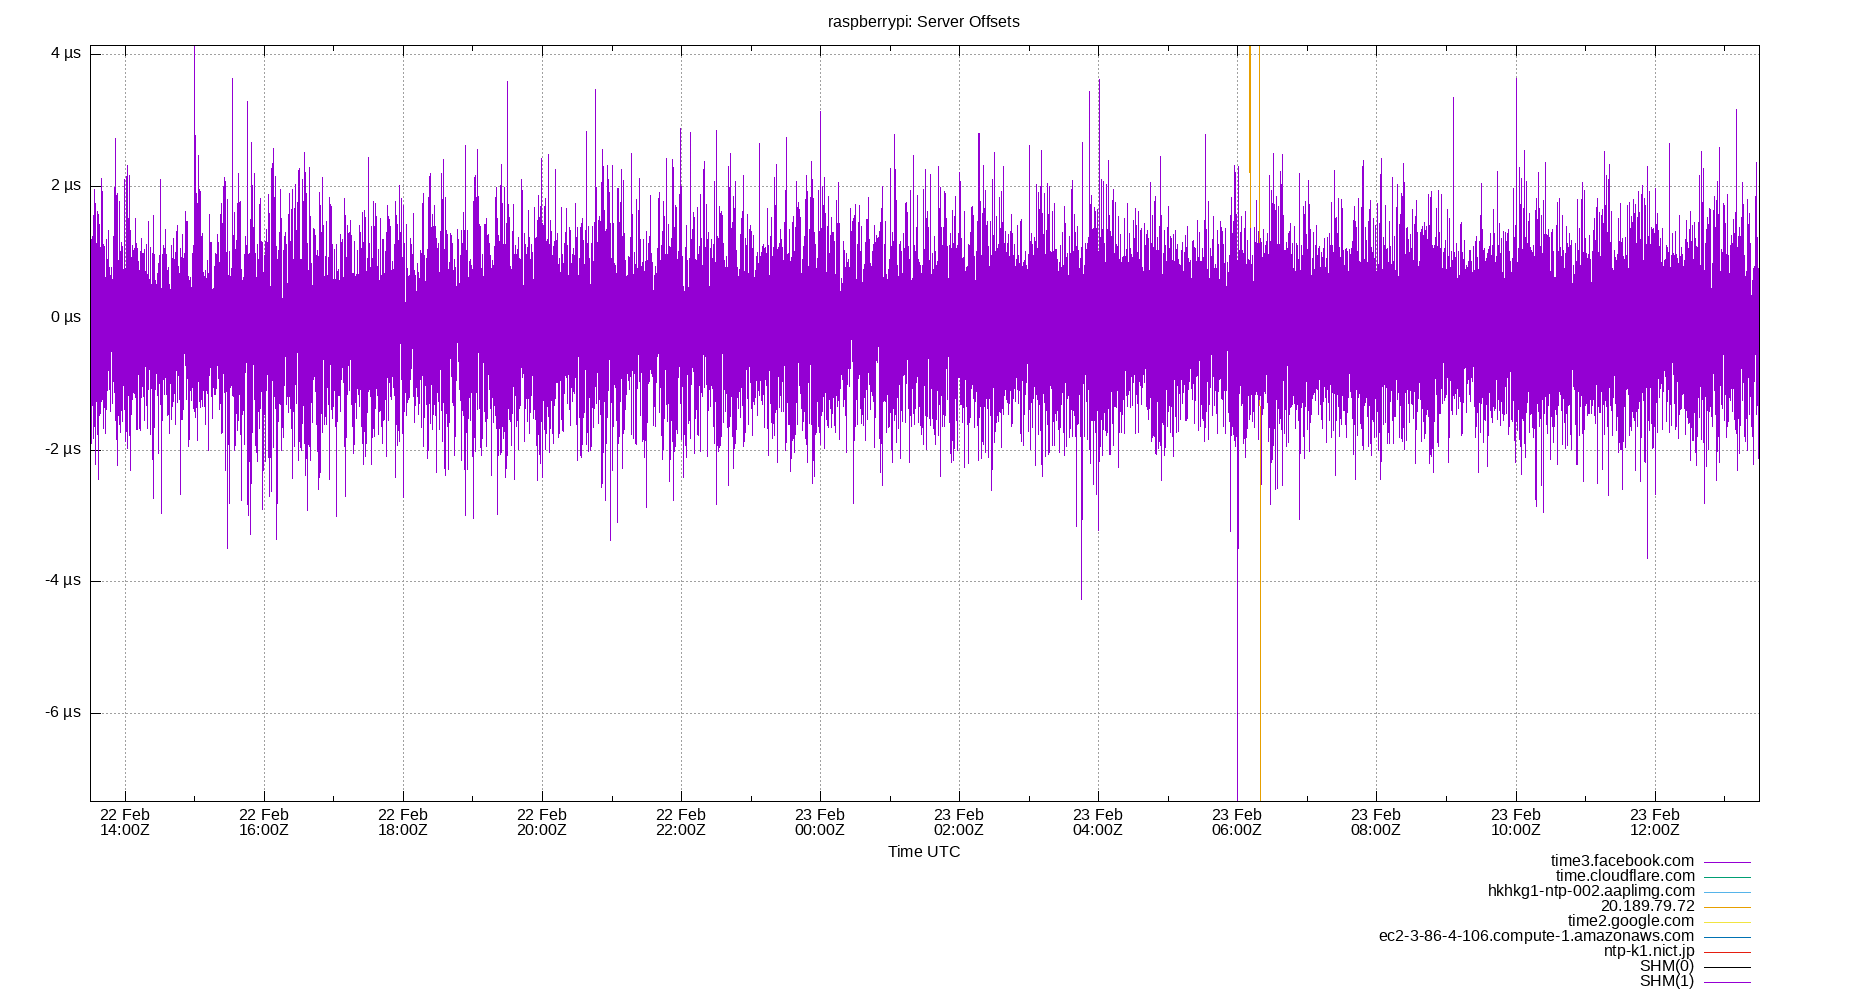 raspberrypi: Server Offsets
4 µs
2 µs
0 µs
-2 µs
-4 µs
-6 µs
22 Feb 22 Feb 22 Feb 22 Feb 22 Feb 23 Feb 23 Feb 23 Feb 23 Feb 23 Feb 23 Feb 23 Feb
14:00Z 16:00Z 18:00Z 20:00Z 22:00Z 00:00Z 02:00Z 04:00Z 06:00Z 08:00Z 10:00Z 12:00Z
Time UTC
time3.facebook.com
time.cloudflare.com
hkhkg1-ntp-002.aaplimg.com
20.189.79.72
time2.google.com
ec2-3-86-4-106.compute-1.amazonaws.com
ntp-k1.nict.jp
SHM(0)
SHM(1)